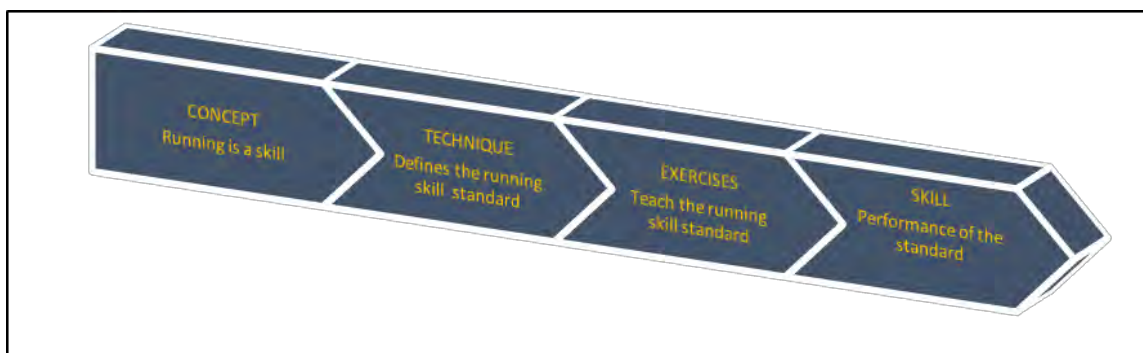 CONCEPT
Running is a skill
TECHNIQUE
Defines the running
skill standard
EXERCISES
Teach the running
skill standard
SKILL
Performance of the
standard